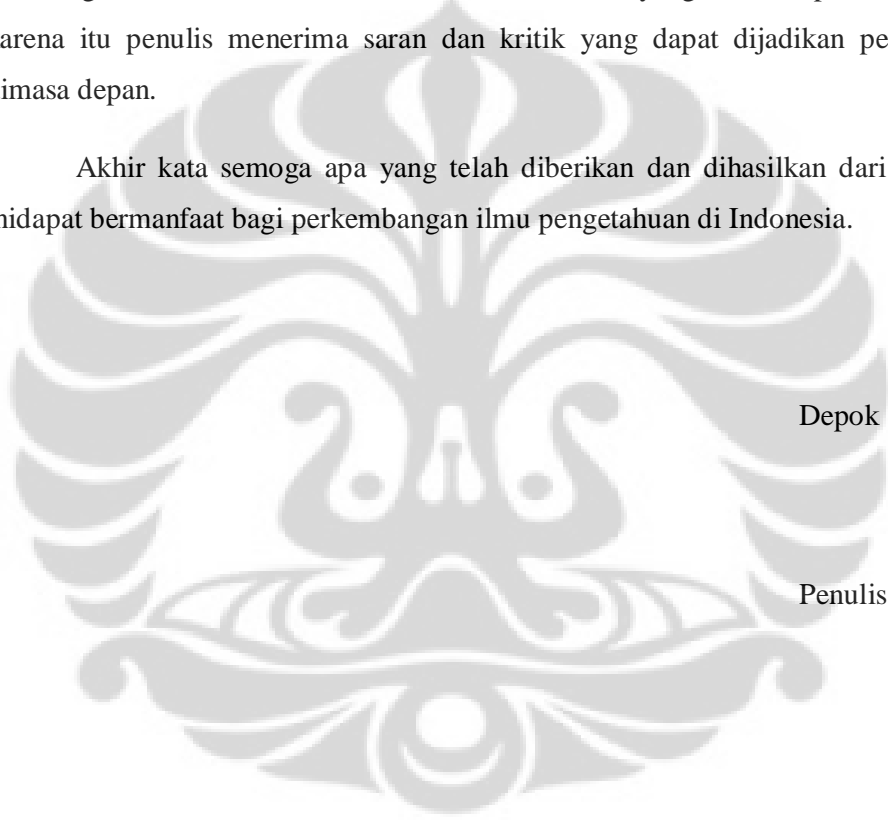 arena itu penulis menerima saran dan kritik yang dapat dijadikan pe
imasa depan.
Akhir kata semoga apa yang telah diberikan dan dihasilkan dari
nidapat bermanfaat bagi perkembangan ilmu pengetahuan di Indonesia.
Depok
Penulis